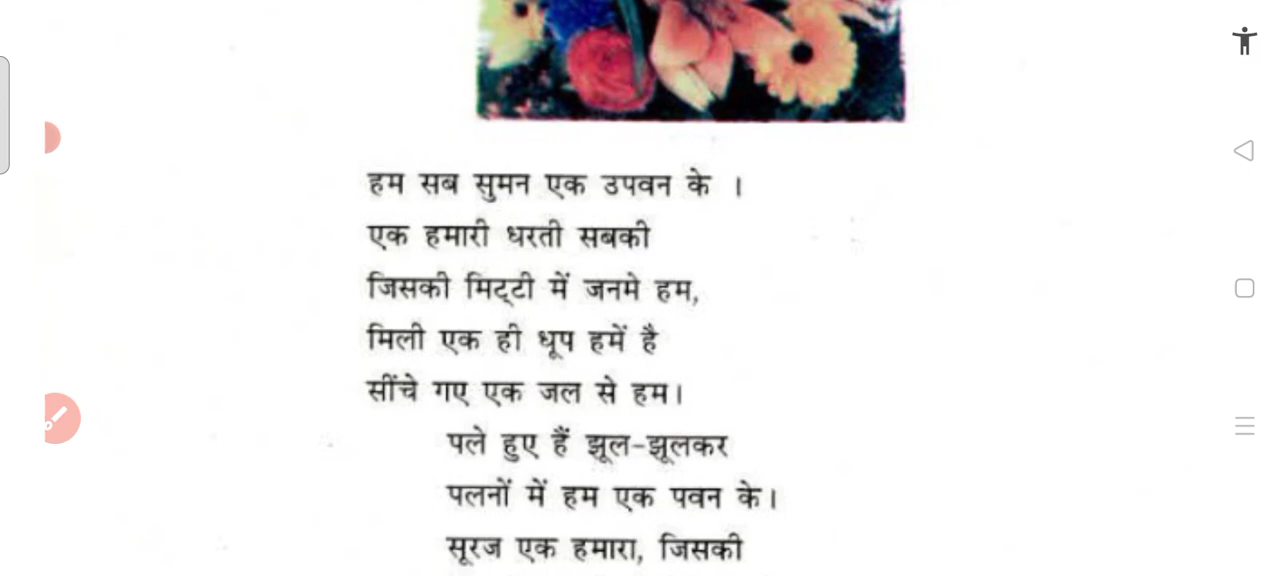 हम सब सुमन एक उपवन के ।
एक हमारी धरती सबकी
जिसकी मिट्टी में जनमे हम,
मिली एक ही धूप हमें है
सींचे गए एक जल से हम।
पले हुए हैं झूल-झूलकर
पलनों में हम एक पवन के।
सूरज एक हमारा, जिसकी